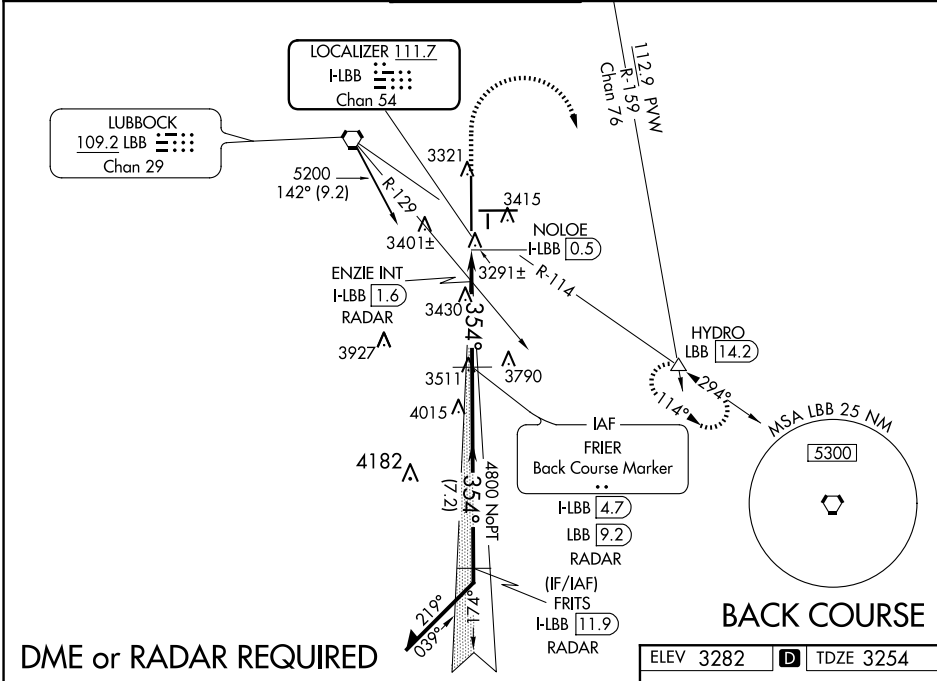 LOCALIZER 111.7
I-LBB
Chan 54
LUBBOCK
109.2 LBB
Chan 29
112.9 PVW
R-159
Chan 76
5200
142° (9.2)
R-129
3321
3415
3401±
NOLOE
I-LBB 0.5
3291±
R-114
ENZIE INT
I-LBB 1.6
RADAR
3430
354°
3927
3511
3790
HYDRO
LBB 14.2
294°
114°
4015
4182
IAF
FRIER
Back Course Marker
I-LBB 4.7
LBB 9.2
RADAR
MSA LBB 25 NM
5300
4800 NoPT
354°
(7.2)
(IF/IAF)
FRITS
I-LBB 11.9
RADAR
219°
039°
174°
BACK COURSE
DME or RADAR REQUIRED
ELEV 3282 D TDZE 3254